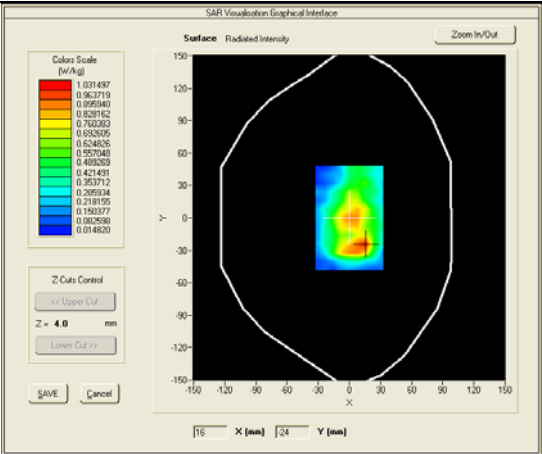 SAR Visualisation Graphical Interface
Surface Radiated Intensity
Zoom In/Out
Colors Scale
(W/kg)
1.031497
0.963719
0.895940
0.828162
0.760383
0.692605
0.624826
0.557048
0.489269
0.421491
0.353712
0.285934
0.218155
0.150377
0.082598
0.014820
150
120
90
60
30
0
-30
-60
-90
-120
-150
Y
-150 -120 -90 -60 -30 0 30 60 90 120 150
X
Z-Cuts Control
<< Upper Cut
Z = 4.0 mm
Lower Cut >>
SAVE Cancel
16 X (mm) -24 Y (mm)